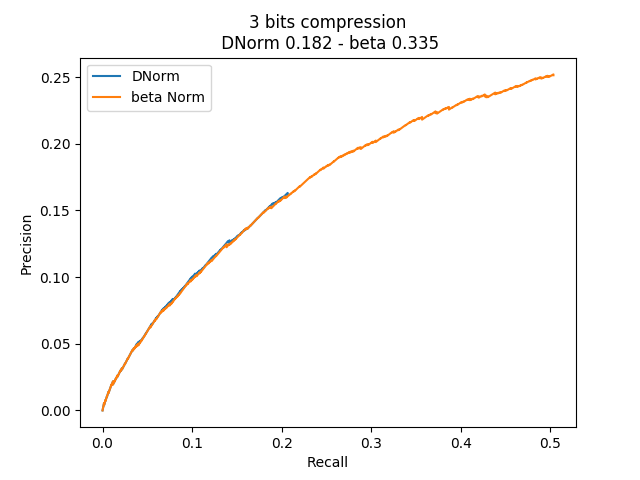 3 bits compression
DNorm 0.182 - beta 0.335
DNorm
beta Norm
0.25
0.20
0.15
0.10
0.05
0.00
Precision
0.0 0.1 0.2 0.3 0.4 0.5
Recall